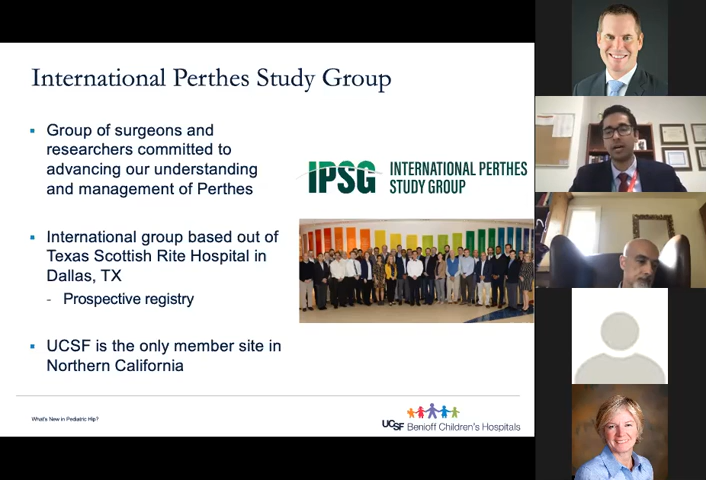 International Perthes Study Group
▪ Group of surgeons and
researchers committed to
advancing our understanding
and management of Perthes
IPSG INTERNATIONAL PERTHES
STUDY GROUP
▪ International group based out of
Texas Scottish Rite Hospital in
Dallas, TX
- Prospective registry
▪ UCSF is the only member site in
Northern California
What's New in Pediatric Hip?
UCSF Benioff Children's Hospitals